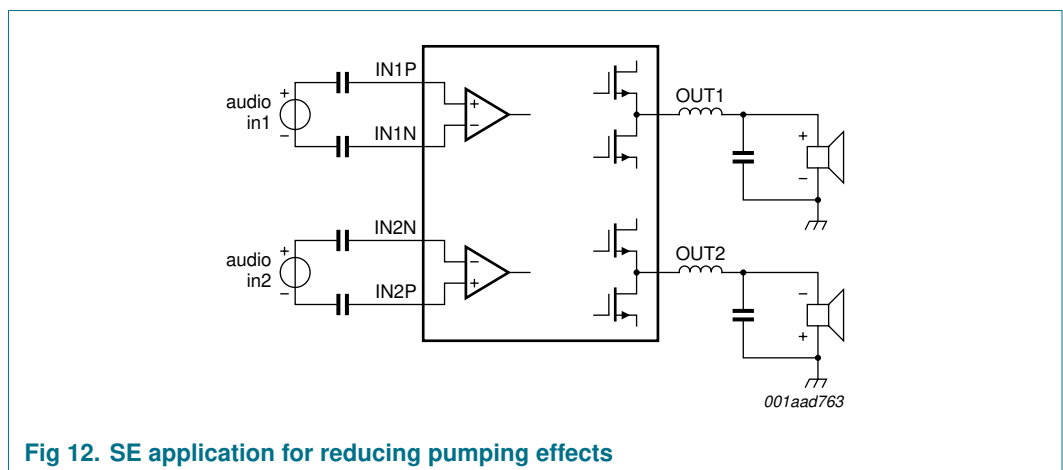 IN1P
OUT1
+
audio
in1
−
+
−
+
−
IN1N
IN2N
OUT2
+
audio
in2
−
−
+
−
+
IN2P
001aad763
Fig 12. SE application for reducing pumping effects